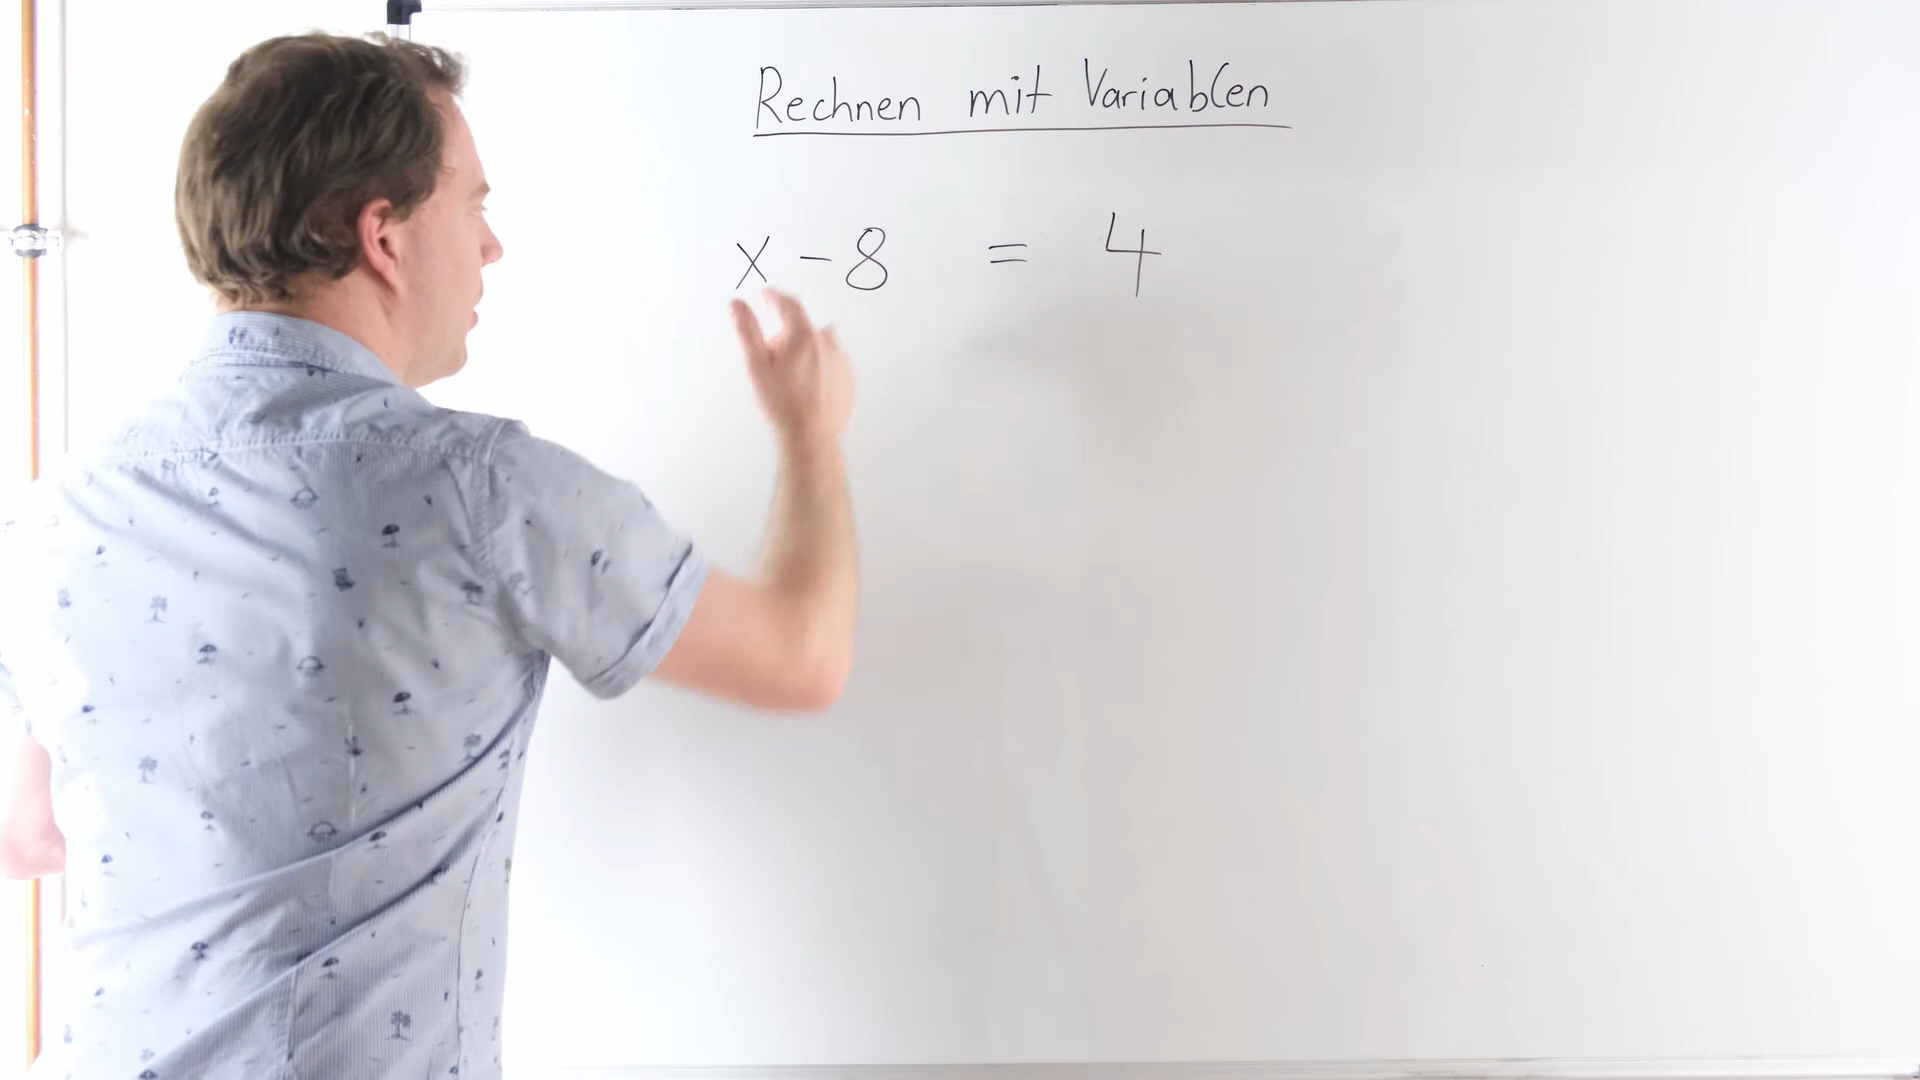 Rechnen mit Variablen
x - 8 = 4